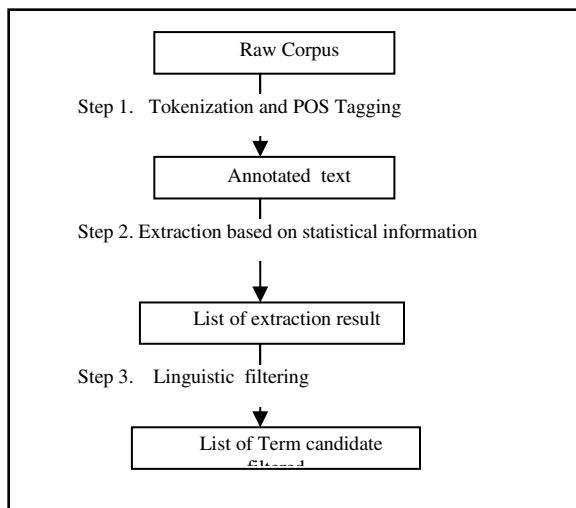 Raw Corpus
Step 1. Tokenization and POS Tagging
Annotated text
Step 2. Extraction based on statistical information
List of extraction result
Step 3. Linguistic filtering
List of Term candidate
filtered